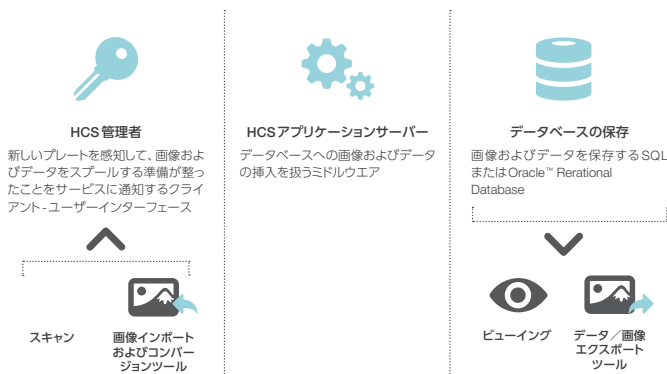 HCS管理者
新しいプレートを感知して、画像およ
びデータをスプールする準備が整っ
たことをサービスに通知するクライ
アント-ユーザーインターフェース
スキャン
画像インポート
およびコンバー
ジョンツール
HCSアプリケーションサーバー
データベースへの画像およびデータ
の挿入を扱うミドルウエア
データベースの保存
画像およびデータを保存するSQL
またはOracle™ Rerational
Database
ビューイング
データ／画像
エクスポート
ツール